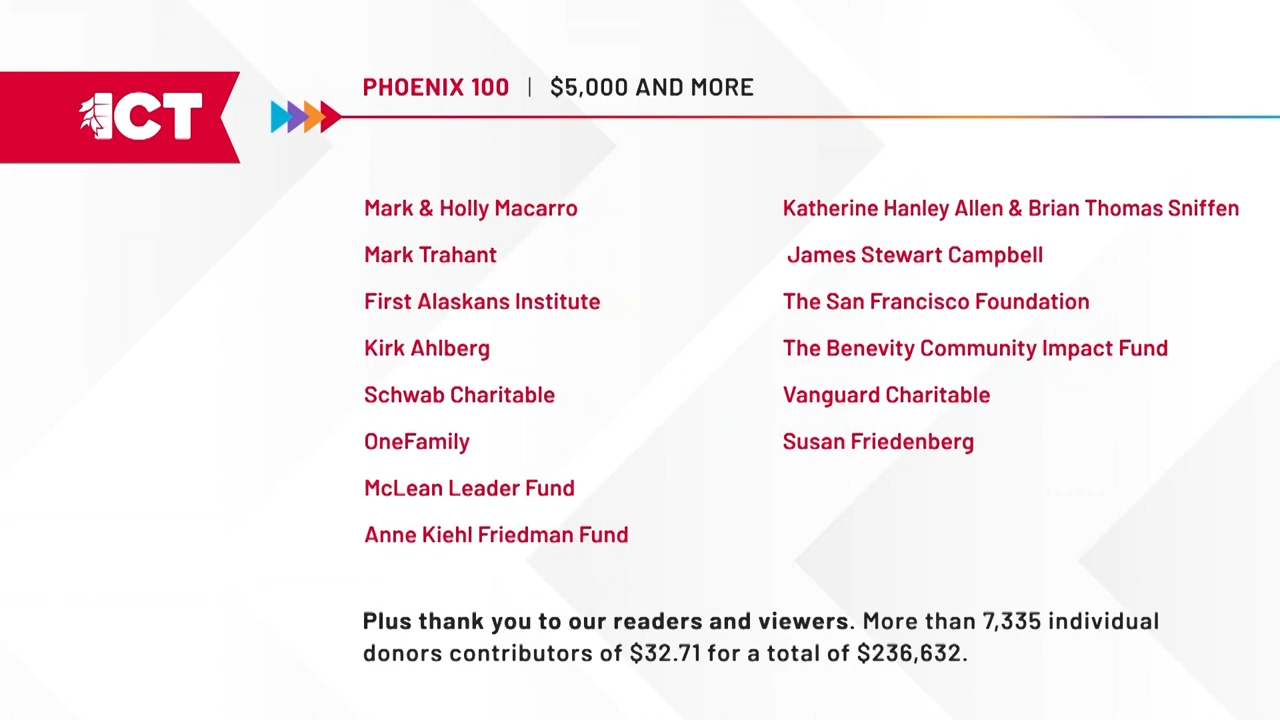 ICT
PHOENIX 100 | $5,000 AND MORE
Mark & Holly Macarro
Mark Trahant
First Alaskans Institute
Kirk Ahlberg
Schwab Charitable
OneFamily
McLean Leader Fund
Anne Kiehl Friedman Fund
Katherine Hanley Allen & Brian Thomas Sniffen
James Stewart Campbell
The San Francisco Foundation
The Benevity Community Impact Fund
Vanguard Charitable
Susan Friedenberg
Plus thank you to our readers and viewers. More than 7,335 individual
donors contributors of $32.71 for a total of $236,632.